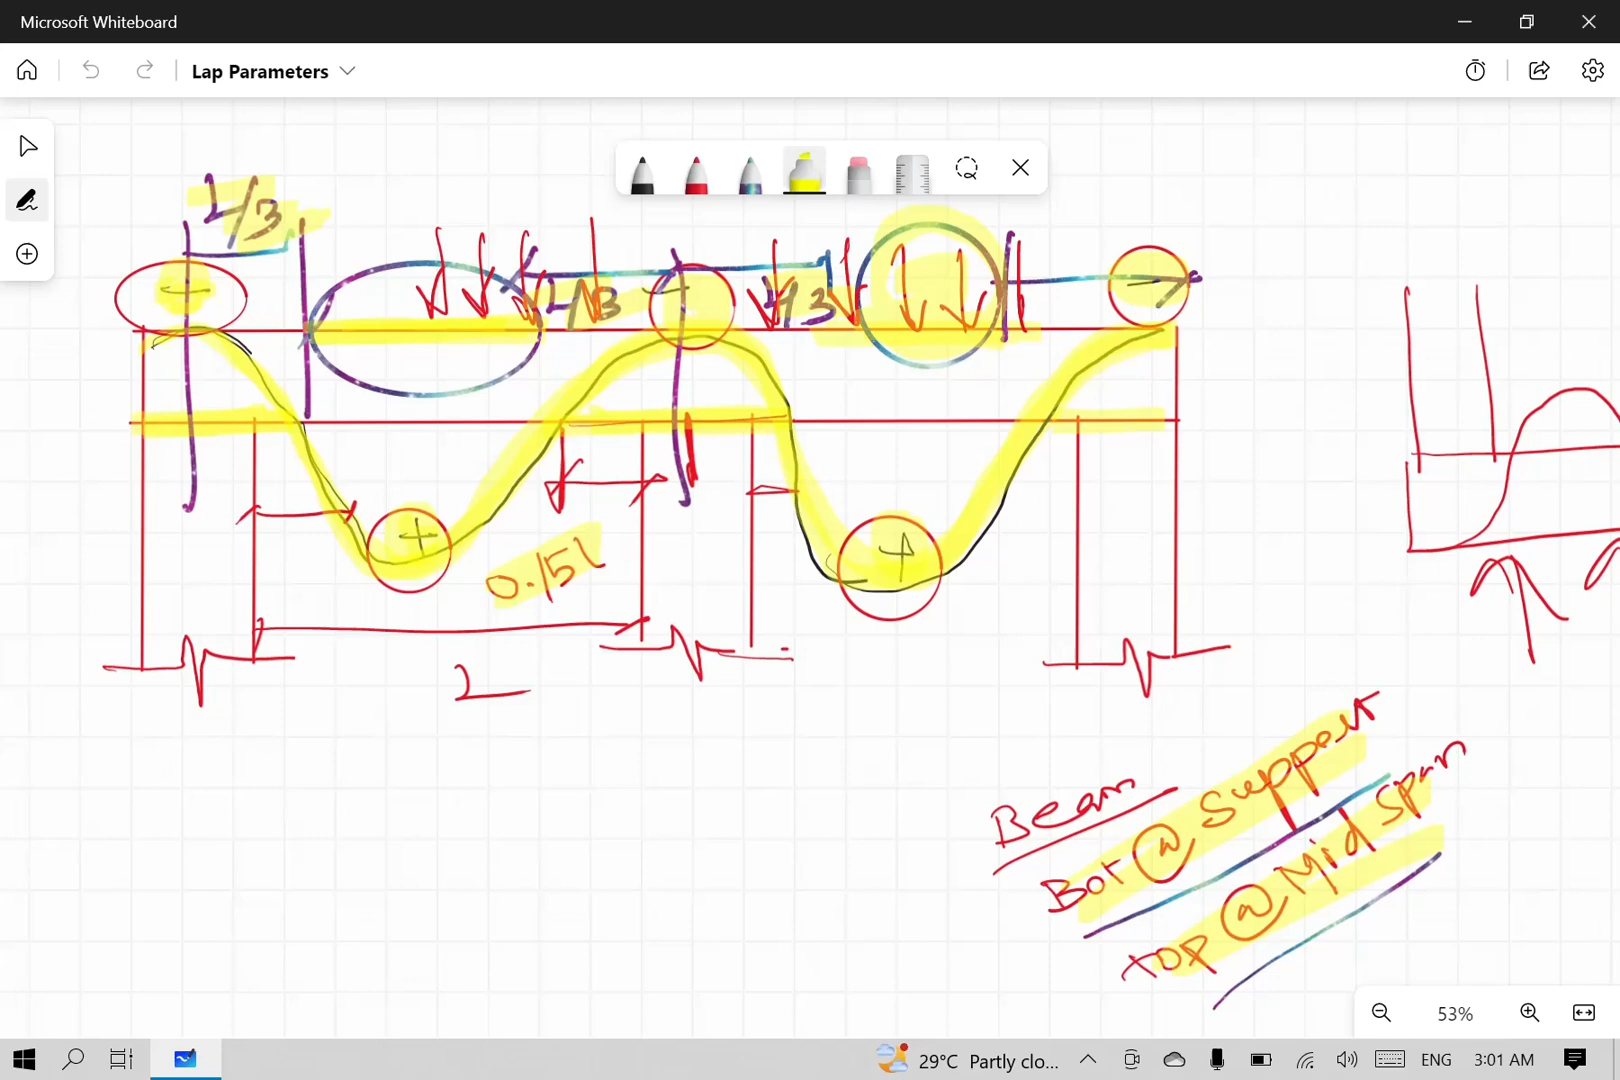 Microsoft Whiteboard
Lap Parameters
L/3
L/3
L/3
0.15L
L
Beam
Bot @ Support
top @ Mid Span
53%
29°C Partly clo...
ENG
3:01 AM